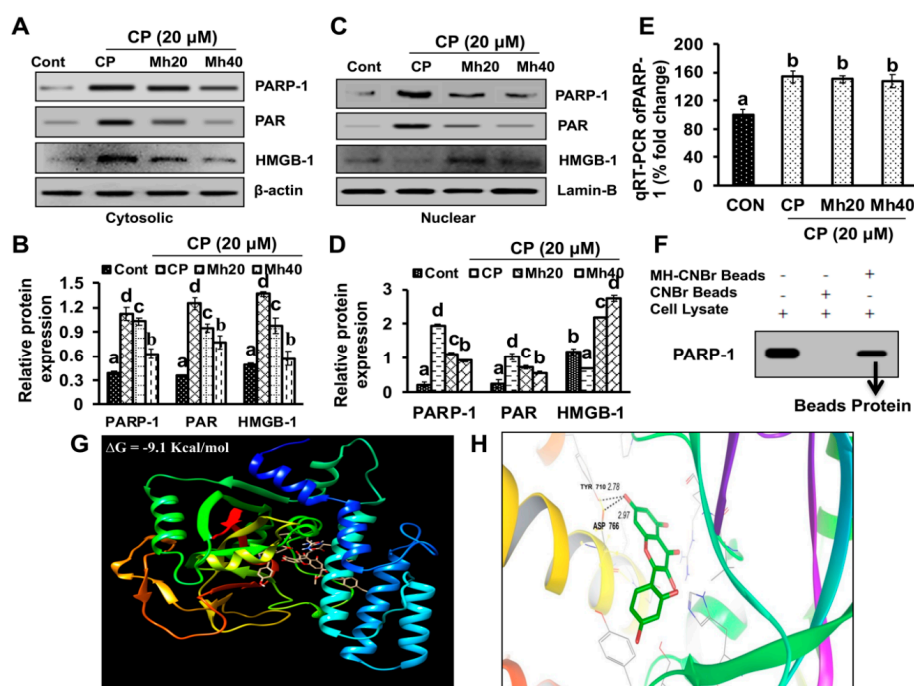 A
CP (20 µM)
Cont CP Mh20 Mh40
PARP-1
PAR
HMGB-1
β-actin
Cytosolic
C
CP (20 µM)
Cont CP Mh20 Mh40
PARP-1
PAR
HMGB-1
Lamin-B
Nuclear
E
qRT-PCR ofPARP-
1 (% fold change)
200
160
120
80
40
0
a b b b
CON CP Mh20 Mh40
CP (20 µM)
B
CP (20 µM)
Cont CP Mh20 Mh40
Relative protein
expression
1.5
1.2
0.9
0.6
0.3
a d c b a d c b a d c b
PARP-1 PAR HMGB-1
D
CP (20 µM)
Cont CP Mh20 Mh40
Relative protein
expression
3
2
1
0
a d c b a d c b b a c d
PARP-1 PAR HMGB-1
F
MH-CNBr Beads - - +
CNBr Beads - + -
Cell Lysate + + +
PARP-1
Beads Protein
G
ΔG = -9.1 Kcal/mol
H
TYR 710 2.78
2.97
ASP 766